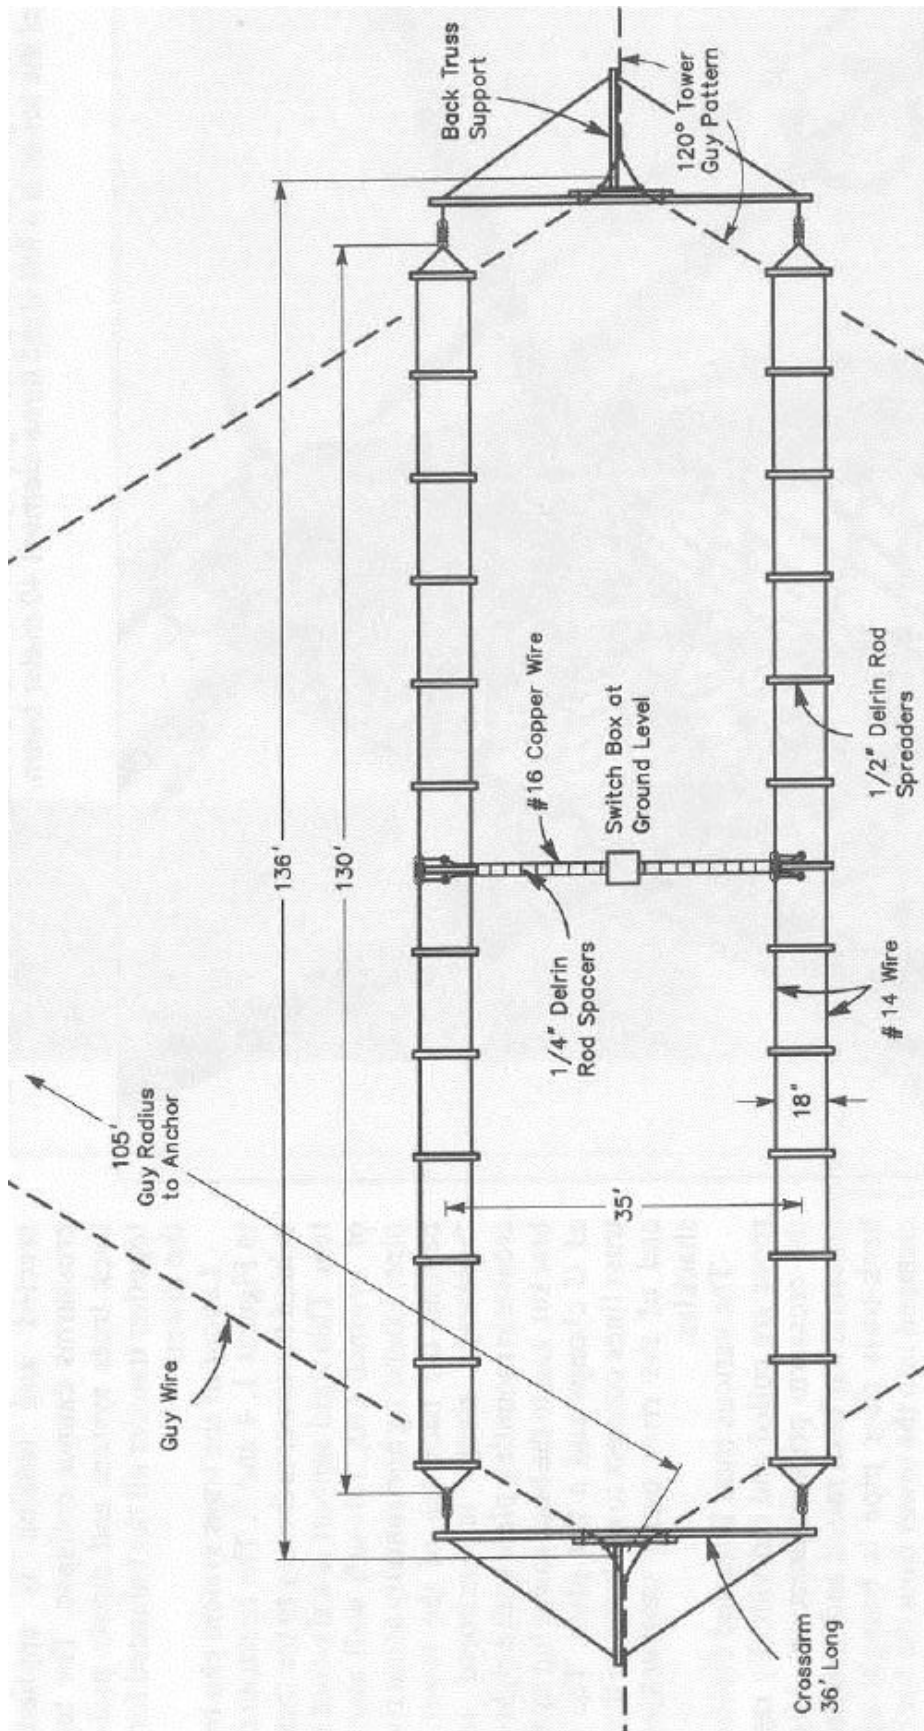 Back Truss
Support
120° Tower
Guy Pattern
136'
130'
#16 Copper Wire
Switch Box at
Ground Level
1/2" Delrin Rod
Spreaders
1/4" Delrin
Rod Spacers
#14 Wire
18"
35'
105'
Guy Radius
to Anchor
Guy Wire
Crossarm
36' Long